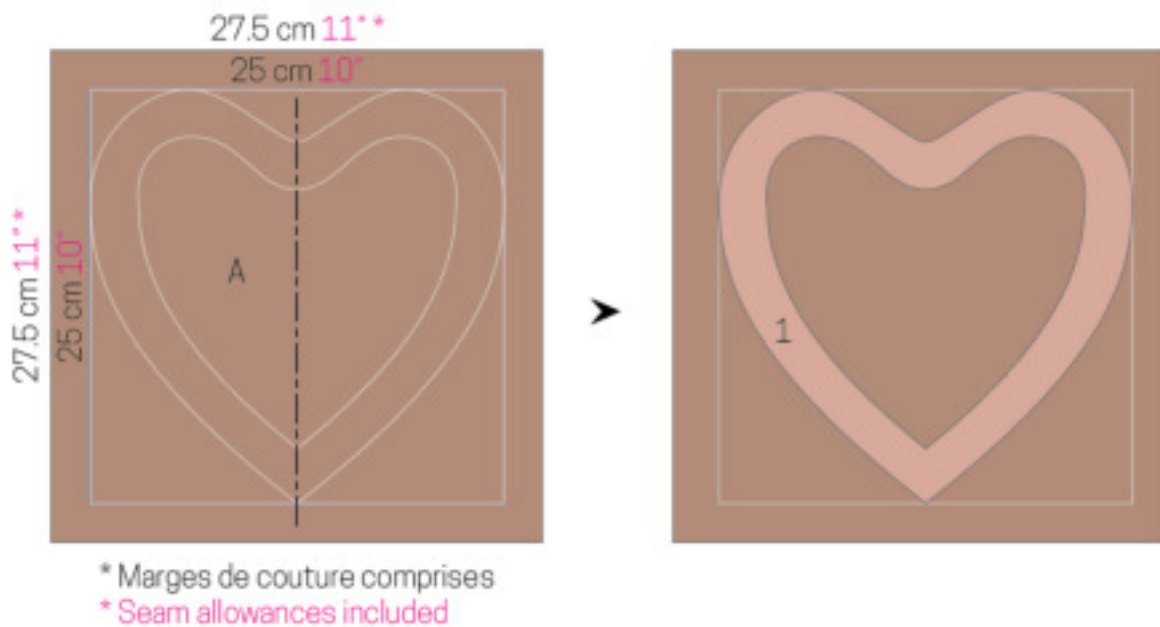 27.5 cm 11" *
25 cm 10"
27.5 cm 11" *
25 cm 10"
A
1
* Marges de couture comprises
* Seam allowances included